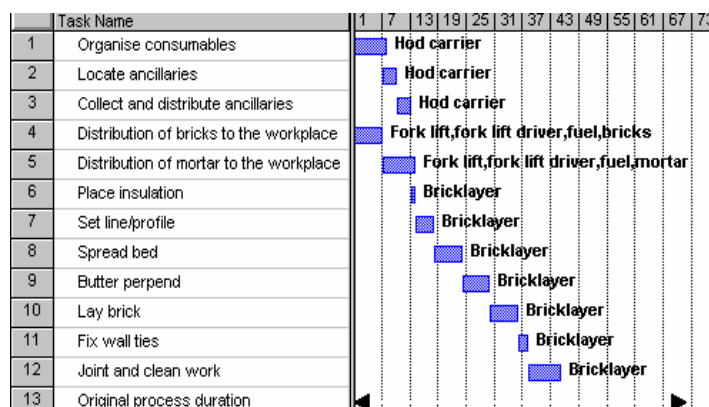 Task Name 1 7 13 19 25 31 37 43 49 55 61 67 73
1 Organise consumables Hod carrier
2 Locate ancillaries Hod carrier
3 Collect and distribute ancillaries Hod carrier
4 Distribution of bricks to the workplace Fork lift,fork lift driver,fuel,bricks
5 Distribution of mortar to the workplace Fork lift,fork lift driver,fuel,mortar
6 Place insulation Bricklayer
7 Set line/profile Bricklayer
8 Spread bed Bricklayer
9 Butter perpend Bricklayer
10 Lay brick Bricklayer
11 Fix wall ties Bricklayer
12 Joint and clean work Bricklayer
13 Original process duration